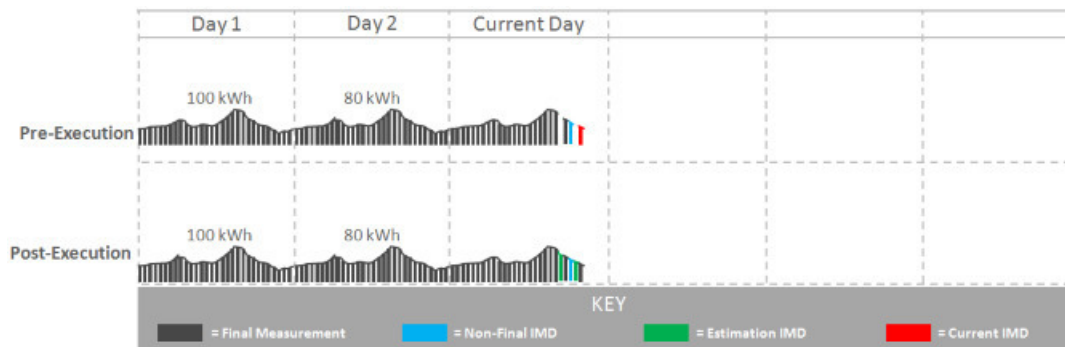 Day 1 Day 2 Current Day
100 kWh 80 kWh
Pre-Execution
100 kWh 80 kWh
Post-Execution
KEY
= Final Measurement = Non-Final IMD = Estimation IMD = Current IMD